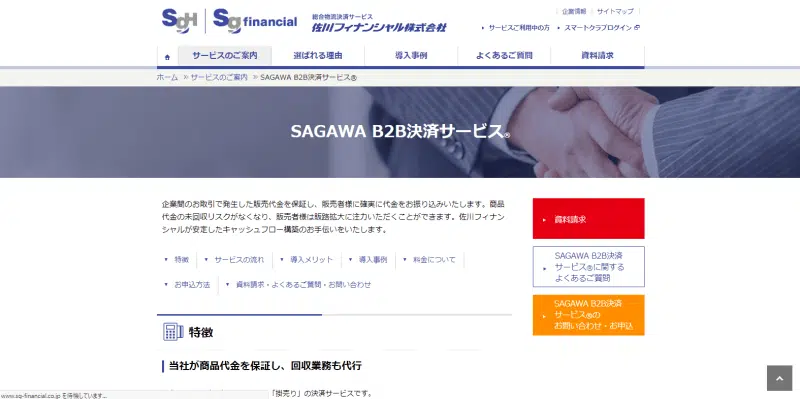 企業情報 サイトマップ
SGH Sg financial 総合物流決済サービス
佐川フィナンシャル株式会社
サービスご利用中の方 スマートクラブログイン
サービスのご案内 選ばれる理由 導入事例 よくあるご質問 資料請求
ホーム » サービスのご案内 » SAGAWA B2B決済サービス®
SAGAWA B2B決済サービス®
企業間のお取引で発生した販売代金を保証し、販売者様に確実に代金をお振り込みいたします。商品
代金の未回収リスクがなくなり、販売者様は販路拡大に注力いただくことができます。佐川フィナン
シャルが安定したキャッシュフロー構築のお手伝いをいたします。
特徴 サービスの流れ 導入メリット 導入事例 料金について
お申込方法 資料請求・よくあるご質問・お問い合わせ
資料請求
SAGAWA B2B決済
サービス®に関する
よくあるご質問
SAGAWA B2B決済
サービス®の
お問い合わせ・お申込
特徴
当社が商品代金を保証し、回収業務も代行
「掛売り」の決済サービスです。
www.sg-financial.co.jp を待機しています...